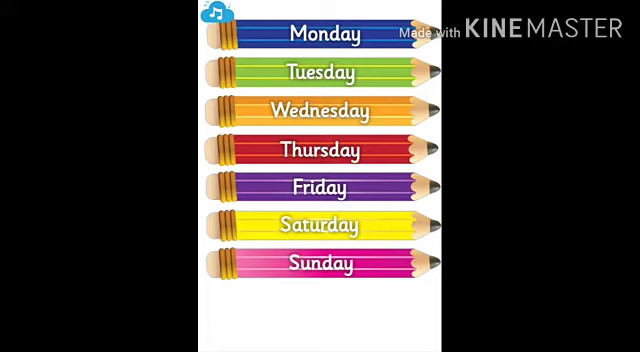 Monday
Made with KINEMASTER
Tuesday
Wednesday
Thursday
Friday
Saturday
Sunday